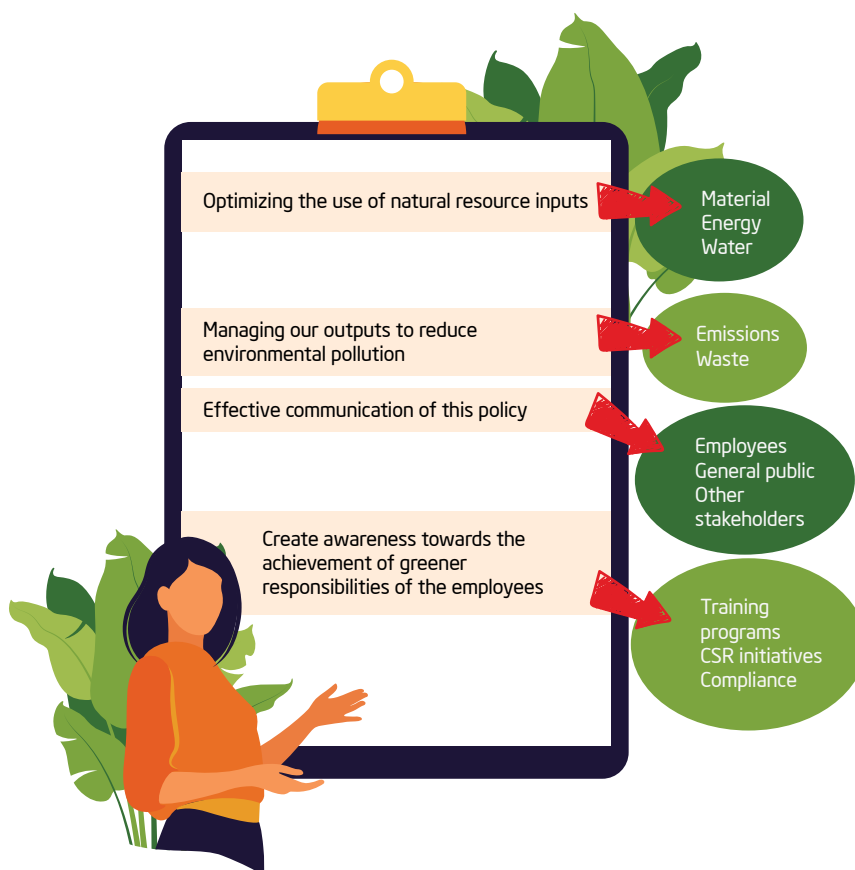 Optimizing the use of natural resource inputs
Material
Energy
Water
Managing our outputs to reduce
environmental pollution
Emissions
Waste
Effective communication of this policy
Employees
General public
Other
stakeholders
Create awareness towards the
achievement of greener
responsibilities of the employees
Training
programs
CSR initiatives
Compliance